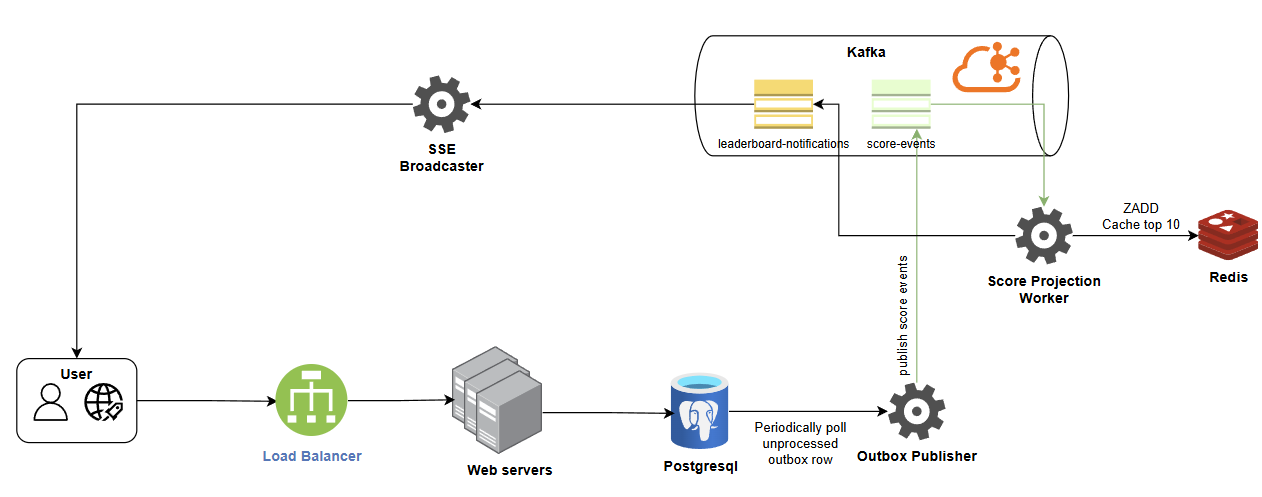 Kafka
leaderboard-notifications
score-events
SSE
Broadcaster
ZADD
Cache top 10
Score Projection
Worker
Redis
publish score events
User
Load Balancer
Web servers
Postgresql
Periodically poll
unprocessed
outbox row
Outbox Publisher